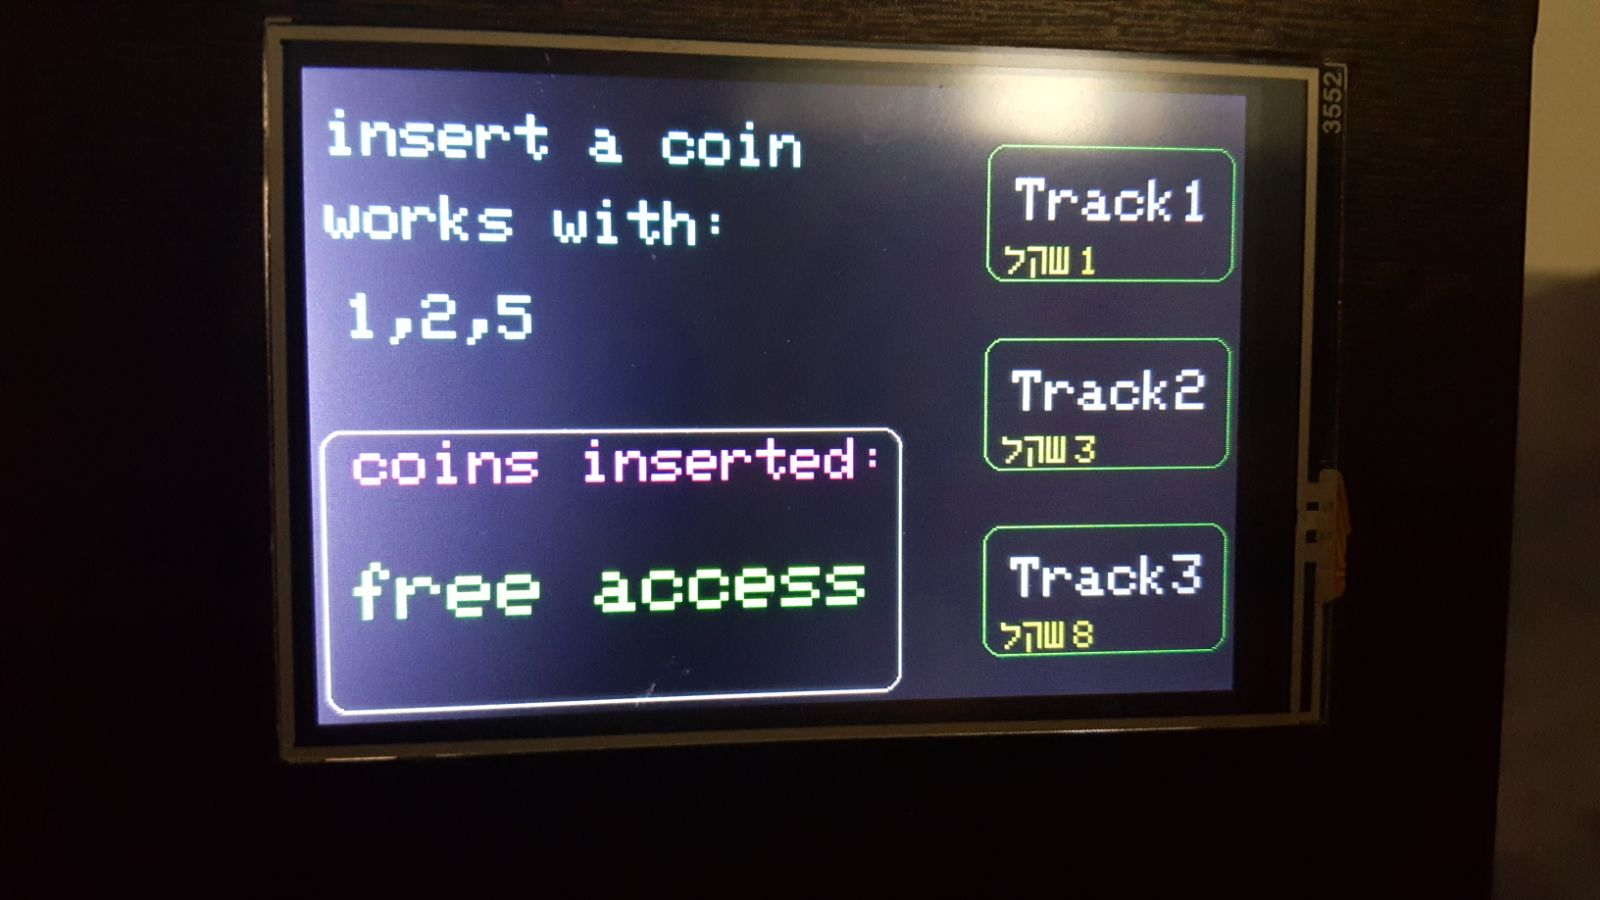 insert a coin
works with:
1,2,5
coins inserted:
free access
Track1
1 שקל
Track2
3 שקל
Track3
8 שקל
3552